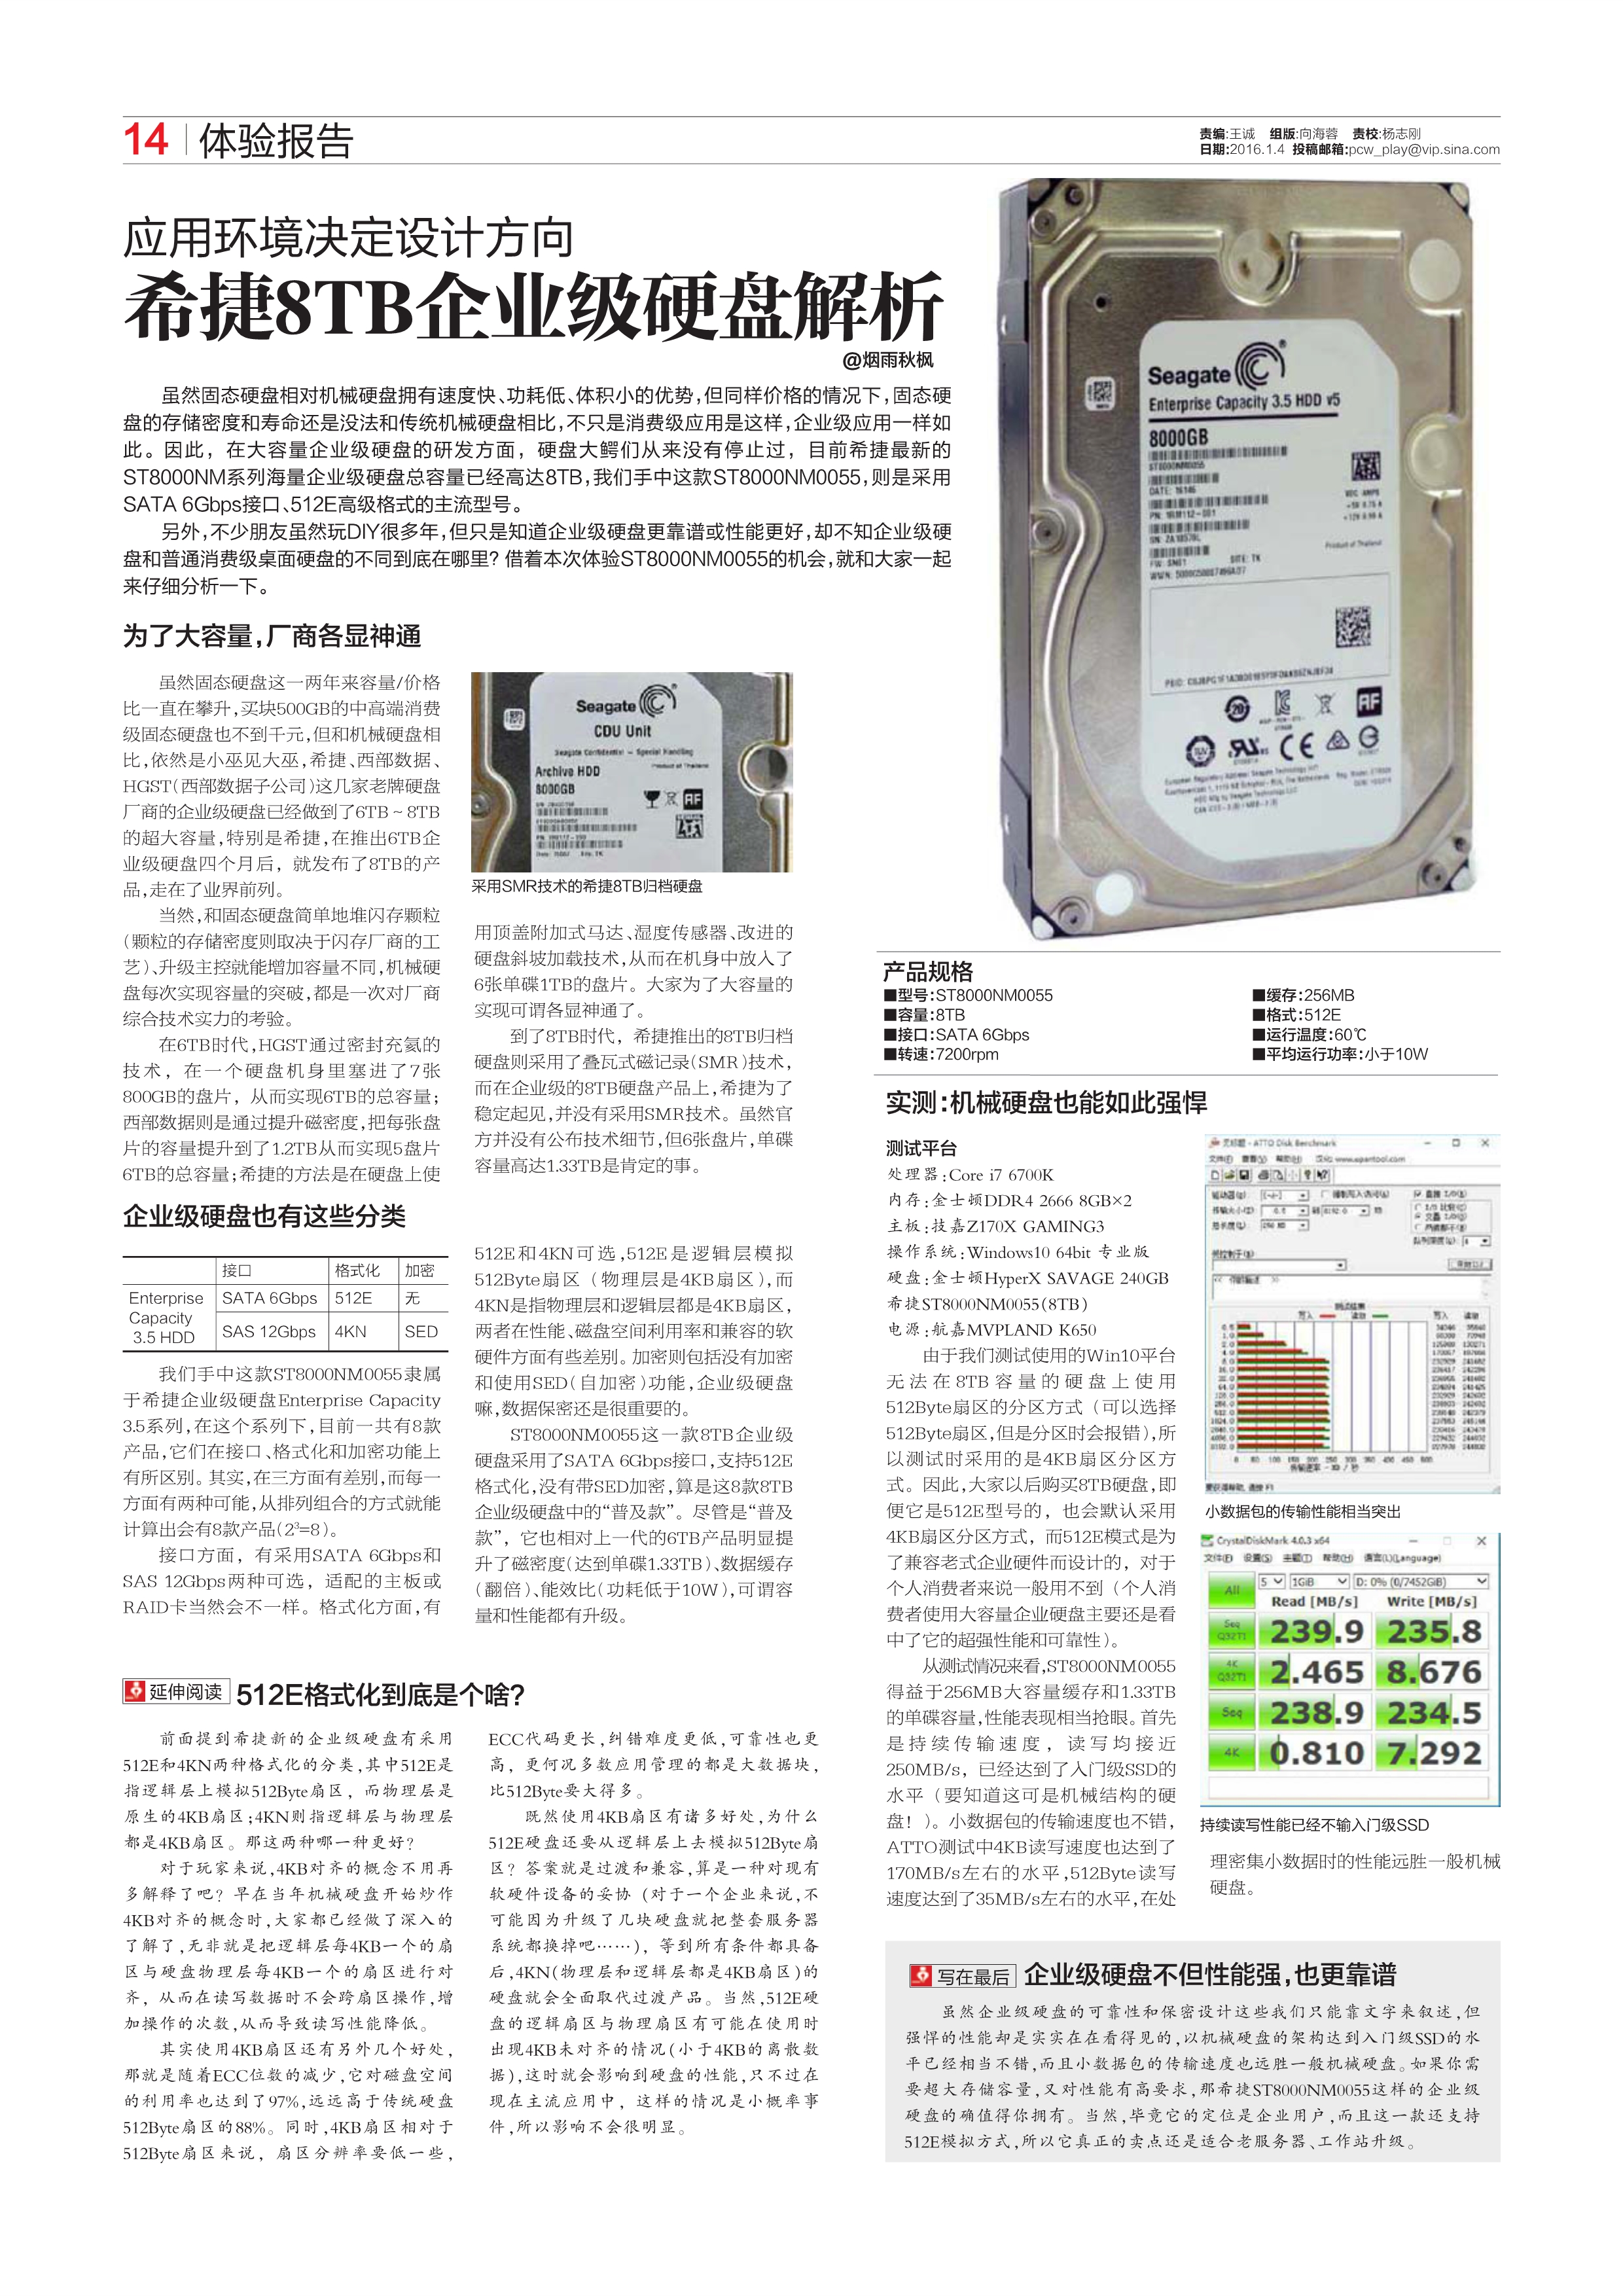 14 体验报告
责编:王诚 组版:向海蓉 责校:杨志刚
日期:2016.1.4 投稿邮箱:pcw_play@vip.sina.com
应用环境决定设计方向
希捷8TB企业级硬盘解析
@烟雨秋枫
虽然固态硬盘相对机械硬盘拥有速度快、功耗低、体积小的优势,但同样价格的情况下,固态硬
盘的存储密度和寿命还是没法和传统机械硬盘相比,不只是消费级应用是这样,企业级应用一样如
此。因此,在大容量企业级硬盘的研发方面,硬盘大鳄们从来没有停止过,目前希捷最新的
ST8000NM系列海量企业级硬盘总容量已经高达8TB,我们手中这款ST8000NM0055,则是采用
SATA 6Gbps接口、512E高级格式的主流型号。
另外,不少朋友虽然玩DIY很多年,但只是知道企业级硬盘更靠谱或性能更好,却不知企业级硬
盘和普通消费级桌面硬盘的不同到底在哪里?借着本次体验ST8000NM0055的机会,就和大家一起
来仔细分析一下。
为了大容量,厂商各显神通
虽然固态硬盘这一两年来容量/价格
比一直在攀升,买块500GB的中高端消费
级固态硬盘也不到千元,但和机械硬盘相
比,依然是小巫见大巫,希捷、西部数据、
HGST(西部数据子公司)这几家老牌硬盘
厂商的企业级硬盘已经做到了6TB~8TB
的超大容量,特别是希捷,在推出6TB企
业级硬盘四个月后,就发布了8TB的产
品,走在了业界前列。
当然,和固态硬盘简单地堆闪存颗粒
(颗粒的存储密度则取决于闪存厂商的工
艺)、升级主控就能增加容量不同,机械硬
盘每次实现容量的突破,都是一次对厂商
综合技术实力的考验。
在6TB时代,HGST通过密封充氦的
技术,在一个硬盘机身里塞进了7张
800GB的盘片,从而实现6TB的总容量;
西部数据则是通过提升磁密度,把每张盘
片的容量提升到了1.2TB从而实现5盘片
6TB的总容量;希捷的方法是在硬盘上使
Seagate
CDU Unit
Seagate Confidential - Special Handling
Product of Thailand
Archive HDD
8000GB
AF
采用SMR技术的希捷8TB归档硬盘
用顶盖附加式马达、湿度传感器、改进的
硬盘斜坡加载技术,从而在机身中放入了
6张单碟1TB的盘片。大家为了大容量的
实现可谓各显神通了。
到了8TB时代,希捷推出的8TB归档
硬盘则采用了叠瓦式磁记录(SMR)技术,
而在企业级的8TB硬盘产品上,希捷为了
稳定起见,并没有采用SMR技术。虽然官
方并没有公布技术细节,但6张盘片,单碟
容量高达1.33TB是肯定的事。
企业级硬盘也有这些分类
接口 格式化 加密
Enterprise Capacity 3.5 HDD SATA 6Gbps 512E 无
SAS 12Gbps 4KN SED
我们手中这款ST8000NM0055隶属
于希捷企业级硬盘Enterprise Capacity
3.5系列,在这个系列下,目前一共有8款
产品,它们在接口、格式化和加密功能上
有所区别。其实,在三方面有差别,而每一
方面有两种可能,从排列组合的方式就能
计算出会有8款产品(2³=8)。
接口方面,有采用SATA 6Gbps和
SAS 12Gbps两种可选,适配的主板或
RAID卡当然会不一样。格式化方面,有
512E和4KN可选,512E是逻辑层模拟
512Byte扇区(物理层是4KB扇区),而
4KN是指物理层和逻辑层都是4KB扇区,
两者在性能、磁盘空间利用率和兼容的软
硬件方面有些差别。加密则包括没有加密
和使用SED(自加密)功能,企业级硬盘
嘛,数据保密还是很重要的。
ST8000NM0055这一款8TB企业级
硬盘采用了SATA 6Gbps接口,支持512E
格式化,没有带SED加密,算是这8款8TB
企业级硬盘中的“普及款”。尽管是“普及
款”,它也相对上一代的6TB产品明显提
升了磁密度(达到单碟1.33TB)、数据缓存
(翻倍)、能效比(功耗低于10W),可谓容
量和性能都有升级。
延伸阅读 512E格式化到底是个啥?
前面提到希捷新的企业级硬盘有采用
512E和4KN两种格式化的分类,其中512E是
指逻辑层上模拟512Byte扇区,而物理层是
原生的4KB扇区;4KN则指逻辑层与物理层
都是4KB扇区。那这两种哪一种更好?
对于玩家来说,4KB对齐的概念不用再
多解释了吧?早在当年机械硬盘开始炒作
4KB对齐的概念时,大家都已经做了深入的
了解了,无非就是把逻辑层每4KB一个的扇
区与硬盘物理层每4KB一个的扇区进行对
齐,从而在读写数据时不会跨扇区操作,增
加操作的次数,从而导致读写性能降低。
其实使用4KB扇区还有另外几个好处,
那就是随着ECC位数的减少,它对磁盘空间
的利用率也达到了97%,远远高于传统硬盘
512Byte扇区的88%。同时,4KB扇区相对于
512Byte扇区来说,扇区分辨率要低一些,
ECC代码更长,纠错难度更低,可靠性也更
高,更何况多数应用管理的都是大数据块,
比512Byte要大得多。
既然使用4KB扇区有诸多好处,为什么
512E硬盘还要从逻辑层上去模拟512Byte扇
区?答案就是过渡和兼容,算是一种对现有
软硬件设备的妥协(对于一个企业来说,不
可能因为升级了几块硬盘就把整套服务器
系统都换掉吧……),等到所有条件都具备
后,4KN(物理层和逻辑层都是4KB扇区)的
硬盘就会全面取代过渡产品。当然,512E硬
盘的逻辑扇区与物理扇区有可能在使用时
出现4KB未对齐的情况(小于4KB的离散数
据),这时就会影响到硬盘的性能,只不过在
现在主流应用中,这样的情况是小概率事
件,所以影响不会很明显。
Seagate
Enterprise Capacity 3.5 HDD v5
8000GB
ST8000NM0055
DATE: 16146
Product of Thailand
SITE: TK
AF
产品规格
■型号:ST8000NM0055
■容量:8TB
■接口:SATA 6Gbps
■转速:7200rpm
■缓存:256MB
■格式:512E
■运行温度:60℃
■平均运行功率:小于10W
实测:机械硬盘也能如此强悍
测试平台
处理器:Core i7 6700K
内存:金士顿DDR4 2666 8GB×2
主板:技嘉Z170X GAMING3
操作系统:Windows10 64bit 专业版
硬盘:金士顿HyperX SAVAGE 240GB
希捷ST8000NM0055(8TB)
电源:航嘉MVPLAND K650
由于我们测试使用的Win10平台
无法在8TB容量的硬盘上使用
512Byte扇区的分区方式(可以选择
512Byte扇区,但是分区时会报错),所
以测试时采用的是4KB扇区分区方
式。因此,大家以后购买8TB硬盘,即
便它是512E型号的,也会默认采用
4KB扇区分区方式,而512E模式是为
了兼容老式企业硬件而设计的,对于
个人消费者来说一般用不到(个人消
费者使用大容量企业硬盘主要还是看
中了它的超强性能和可靠性)。
从测试情况来看,ST8000NM0055
得益于256MB大容量缓存和1.33TB
的单碟容量,性能表现相当抢眼。首先
是持续传输速度,读写均接近
250MB/s,已经达到了入门级SSD的
水平(要知道这可是机械结构的硬
盘!)。小数据包的传输速度也不错,
ATTO测试中4KB读写速度也达到了
170MB/s左右的水平,512Byte读写
速度达到了35MB/s左右的水平,在处
无标题 - ATTO Disk Benchmark
小数据包的传输性能相当突出
CrystalDiskMark 4.0.3 x64
文件(F) 设置(S) 主题(T) 帮助(H) 语言(L)(Language)
All 5 1GiB D: 0% (0/7452GiB)
Read [MB/s] Write [MB/s]
Seq Q32T1 239.9 235.8
4K Q32T1 2.465 8.676
Seq 238.9 234.5
4K 0.810 7.292
持续读写性能已经不输入门级SSD
理密集小数据时的性能远胜一般机械
硬盘。
写在最后 企业级硬盘不但性能强,也更靠谱
虽然企业级硬盘的可靠性和保密设计这些我们只能靠文字来叙述,但
强悍的性能却是实实在在看得见的,以机械硬盘的架构达到入门级SSD的水
平已经相当不错,而且小数据包的传输速度也远胜一般机械硬盘。如果你需
要超大存储容量,又对性能有高要求,那希捷ST8000NM0055这样的企业级
硬盘的确值得你拥有。当然,毕竟它的定位是企业用户,而且这一款还支持
512E模拟方式,所以它真正的卖点还是适合老服务器、工作站升级。